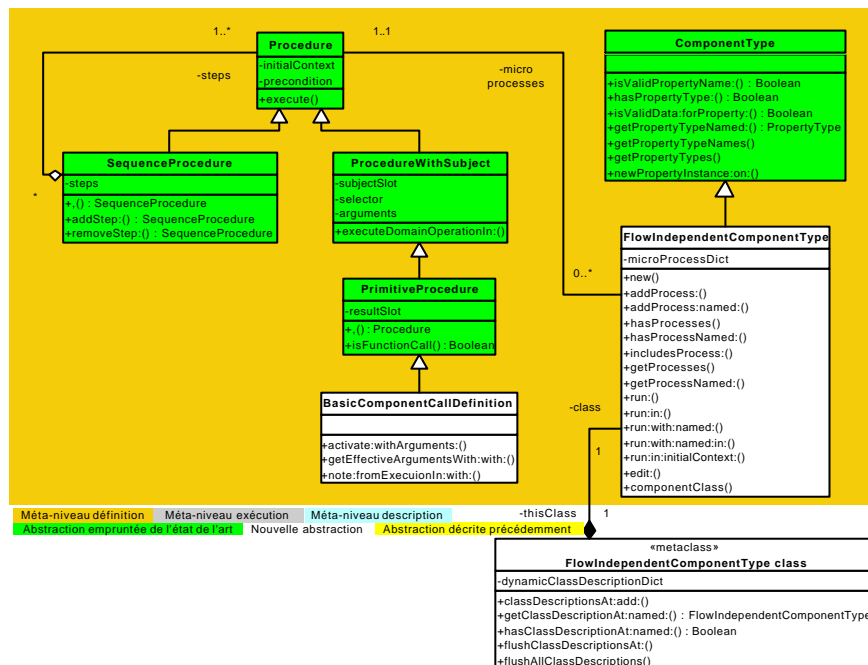 1..*
Procedure
1..1
-initialContext
-precondition
+execute()
-steps
-micro
processes
ComponentType
+isValidPropertyName:() : Boolean
+hasPropertyType:() : Boolean
+isValidData:forProperty:() : Boolean
+getPropertyTypeNamed:() : PropertyType
+getPropertyTypeNames()
+getPropertyTypes()
+newPropertyInstance:on:()
SequenceProcedure
-steps
+,() : SequenceProcedure
+addStep:() : SequenceProcedure
+removeStep:() : SequenceProcedure
*
ProcedureWithSubject
-subjectSlot
-selector
-arguments
+executeDomainOperationIn:()
PrimitiveProcedure
-resultSlot
+,() : Procedure
+isFunctionCall() : Boolean
BasicComponentCallDefinition
+activate:withArguments:()
+getEffectiveArgumentsWith:with:()
+note:fromExecuionIn:with:()
0..*
FlowIndependentComponentType
-microProcessDict
+new()
+addProcess:()
+addProcess:named:()
+hasProcesses()
+hasProcessNamed:()
+includesProcess:()
+getProcesses()
+getProcessNamed:()
+run:()
+run:in:()
+run:with:named:()
+run:with:named:in:()
+run:in:initialContext:()
+edit:()
+componentClass()
-class
1
-thisClass
1
Méta-niveau définition
Méta-niveau exécution
Méta-niveau description
Abstraction empruntée de l'état de l'art
Nouvelle abstraction
Abstraction décrite précédemment
«metaclass»
FlowIndependentComponentType class
-dynamicClassDescriptionDict
+classDescriptionsAt:add:()
+getClassDescriptionAt:named:() : FlowIndependentComponentType
+hasClassDescriptionAt:named:() : Boolean
+flushClassDescriptionsAt:()
+flushAllClassDescriptions()